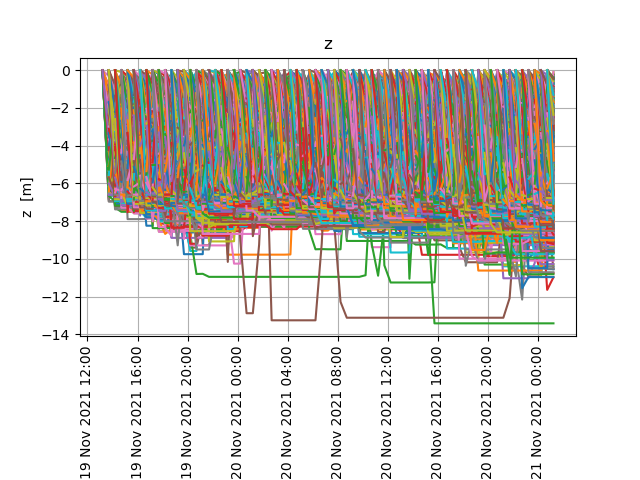 z
0
−2
−4
−6
−8
−10
−12
−14
z [m]
19 Nov 2021 12:00
19 Nov 2021 16:00
19 Nov 2021 20:00
20 Nov 2021 00:00
20 Nov 2021 04:00
20 Nov 2021 08:00
20 Nov 2021 12:00
20 Nov 2021 16:00
20 Nov 2021 20:00
21 Nov 2021 00:00